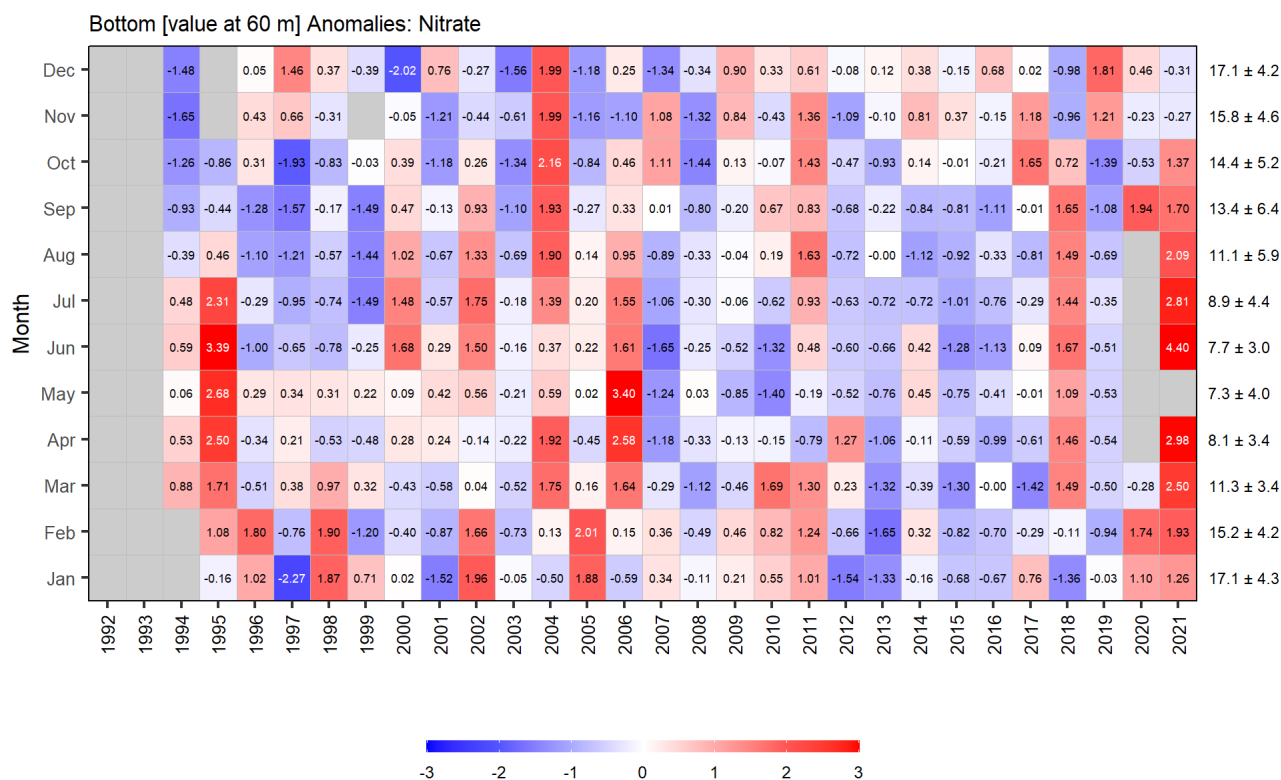 Bottom [value at 60 m] Anomalies: Nitrate
Dec -1.48 0.05 1.46 0.37 -0.39 -2.02 0.76 -0.27 -1.56 1.99 -1.18 0.25 -1.34 -0.34 0.90 0.33 0.61 -0.08 0.12 0.38 -0.15 0.68 0.02 -0.98 1.81 0.46 -0.31 17.1 ± 4.2
Nov -1.65 0.43 0.66 -0.31 -0.05 -1.21 -0.44 -0.61 1.99 -1.16 -1.10 1.08 -1.32 0.84 -0.43 1.36 -1.09 -0.10 0.81 0.37 -0.15 1.18 -0.96 1.21 -0.23 -0.27 15.8 ± 4.6
Oct -1.26 -0.86 0.31 -1.93 -0.83 -0.03 0.39 -1.18 0.26 -1.34 2.16 -0.84 0.46 1.11 -1.44 0.13 -0.07 1.43 -0.47 -0.93 0.14 -0.01 -0.21 1.65 0.72 -1.39 -0.53 1.37 14.4 ± 5.2
Sep -0.93 -0.44 -1.28 -1.57 -0.17 -1.49 0.47 -0.13 0.93 -1.10 1.93 -0.27 0.33 0.01 -0.80 -0.20 0.67 0.83 -0.68 -0.22 -0.84 -0.81 -1.11 -0.01 1.65 -1.08 1.94 1.70 13.4 ± 6.4
Aug -0.39 0.46 -1.10 -1.21 -0.57 -1.44 1.02 -0.67 1.33 -0.69 1.90 0.14 0.95 -0.89 -0.33 -0.04 0.19 1.63 -0.72 -0.00 -1.12 -0.92 -0.33 -0.81 1.49 -0.69 2.09 11.1 ± 5.9
Jul 0.48 2.31 -0.29 -0.95 -0.74 -1.49 1.48 -0.57 1.75 -0.18 1.39 0.20 1.55 -1.06 -0.30 -0.06 -0.62 0.93 -0.63 -0.72 -0.72 -1.01 -0.76 -0.29 1.44 -0.35 2.81 8.9 ± 4.4
Month
Jun 0.59 3.39 -1.00 -0.65 -0.78 -0.25 1.68 0.29 1.50 -0.16 0.37 0.22 1.61 -1.65 -0.25 -0.52 -1.32 0.48 -0.60 -0.66 0.42 -1.28 -1.13 0.09 1.67 -0.51 4.40 7.7 ± 3.0
May 0.06 2.68 0.29 0.34 0.31 0.22 0.09 0.42 0.56 -0.21 0.59 0.02 3.40 -1.24 0.03 -0.85 -1.40 -0.19 -0.52 -0.76 0.45 -0.75 -0.41 -0.01 1.09 -0.53 7.3 ± 4.0
Apr 0.53 2.50 -0.34 0.21 -0.53 -0.48 0.28 0.24 -0.14 -0.22 1.92 -0.45 2.58 -1.18 -0.33 -0.13 -0.15 -0.79 1.27 -1.06 -0.11 -0.59 -0.99 -0.61 1.46 -0.54 2.98 8.1 ± 3.4
Mar 0.88 1.71 -0.51 0.38 0.97 0.32 -0.43 -0.58 0.04 -0.52 1.75 0.16 1.64 -0.29 -1.12 -0.46 1.69 1.30 0.23 -1.32 -0.39 -1.30 -0.00 -1.42 1.49 -0.50 -0.28 2.50 11.3 ± 3.4
Feb 1.08 1.80 -0.76 1.90 -1.20 -0.40 -0.87 1.66 -0.73 0.13 2.01 0.15 0.36 -0.49 0.46 0.82 1.24 -0.66 -1.65 0.32 -0.82 -0.70 -0.29 -0.11 -0.94 1.74 1.93 15.2 ± 4.2
Jan -0.16 1.02 -2.27 1.87 0.71 0.02 -1.52 1.96 -0.05 -0.50 1.88 -0.59 0.34 -0.11 0.21 0.55 1.01 -1.54 -1.33 -0.16 -0.68 -0.67 0.76 -1.36 -0.03 1.10 1.26 17.1 ± 4.3
1992 1993 1994 1995 1996 1997 1998 1999 2000 2001 2002 2003 2004 2005 2006 2007 2008 2009 2010 2011 2012 2013 2014 2015 2016 2017 2018 2019 2020 2021
-3 -2 -1 0 1 2 3